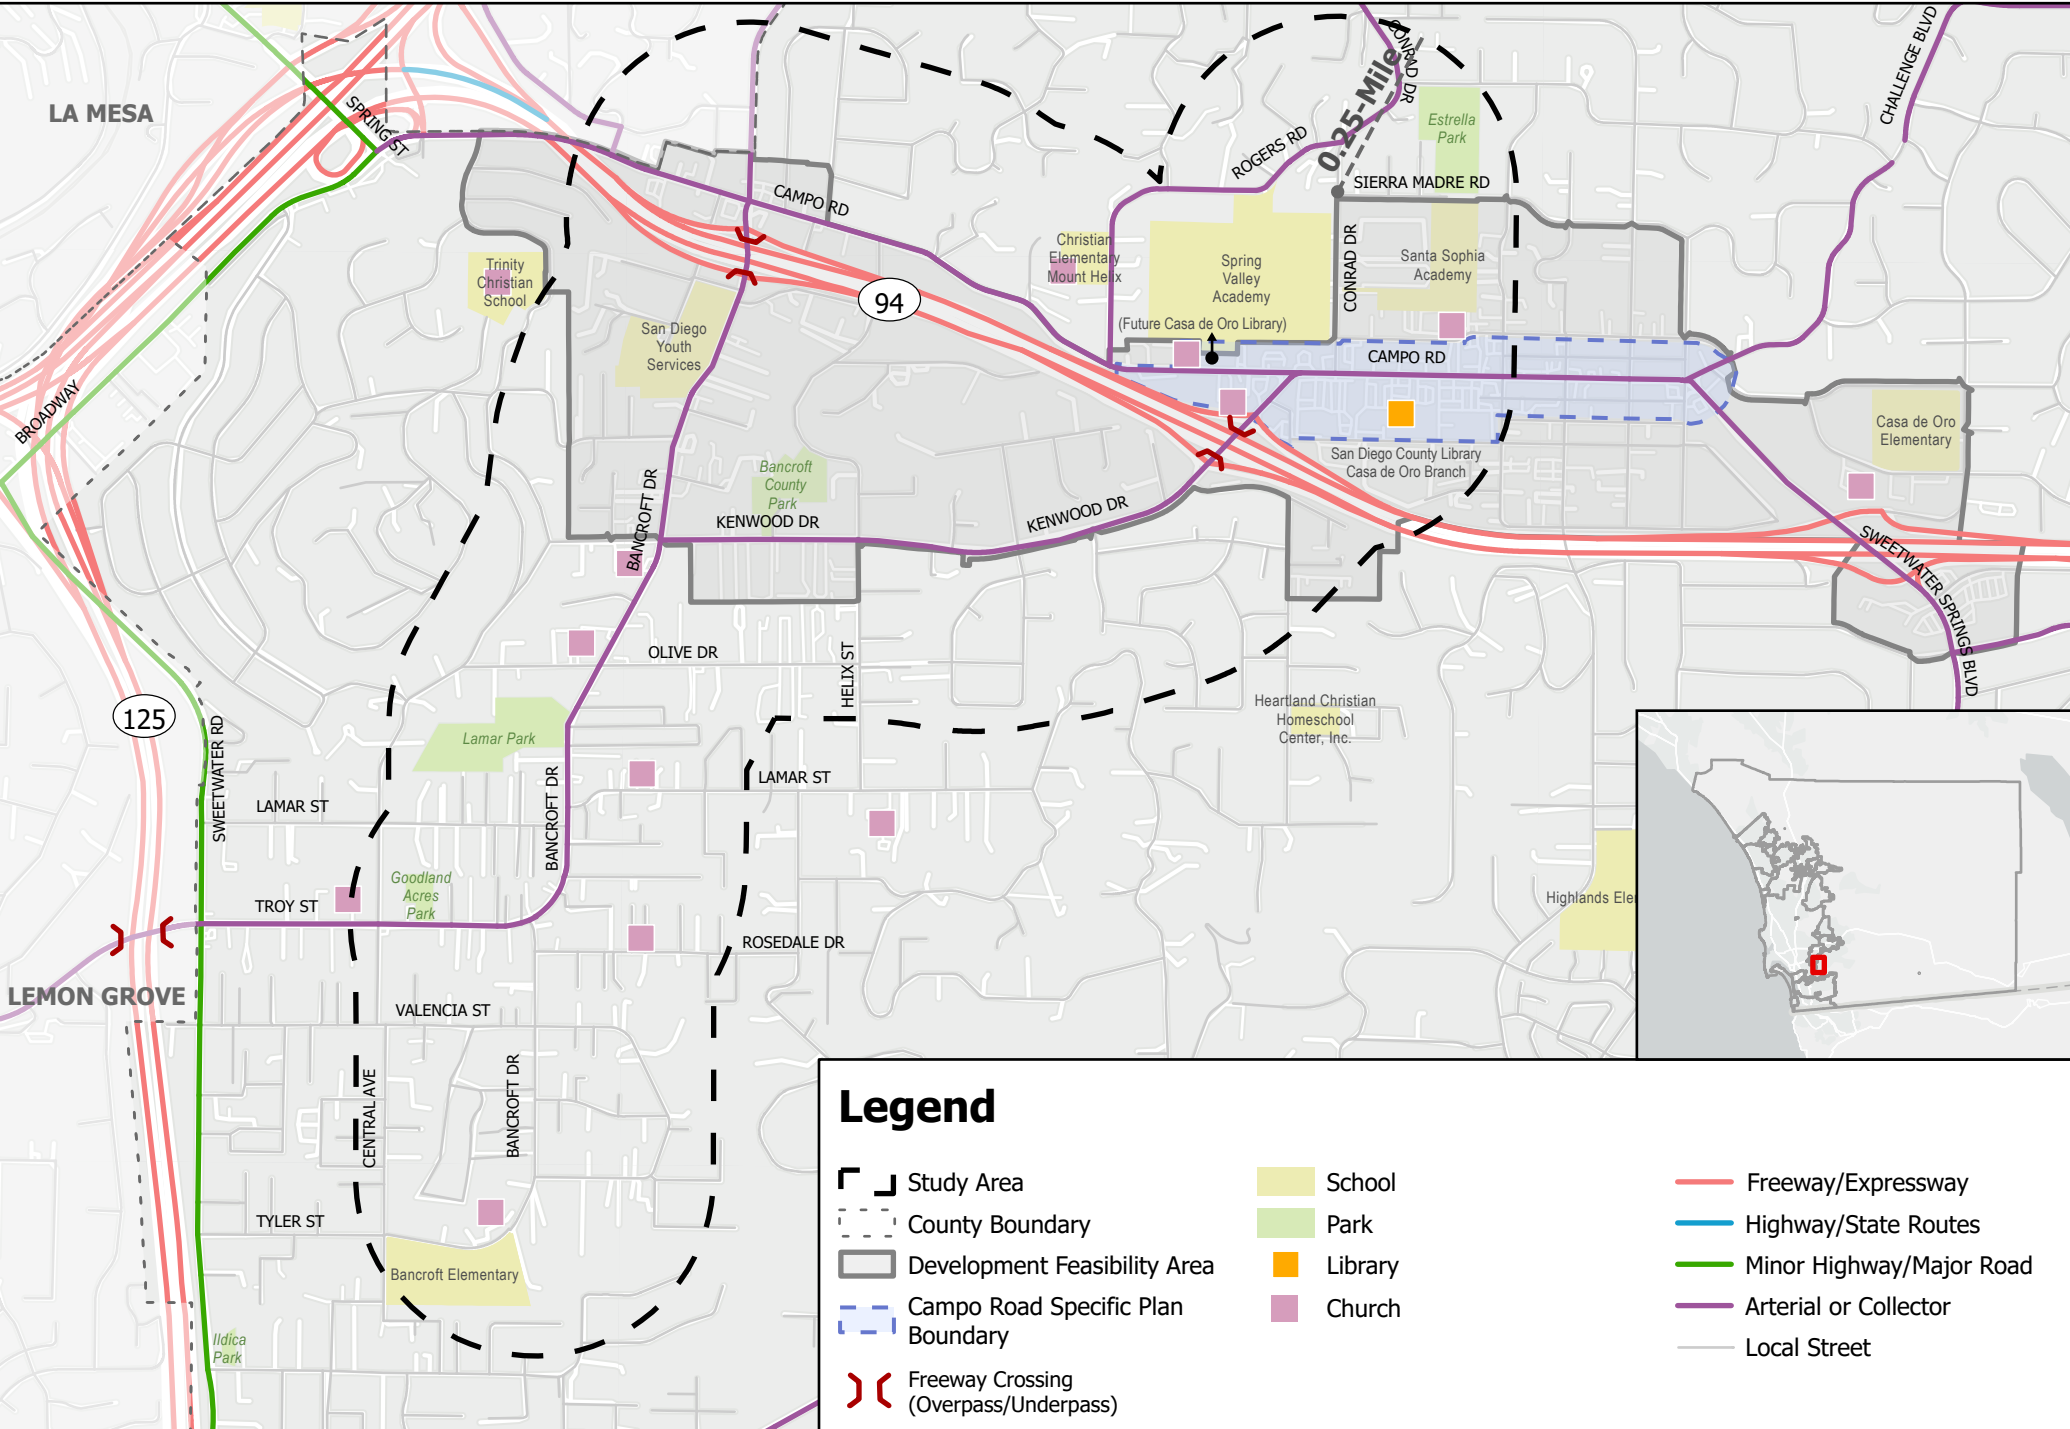 LA MESA
SPRING ST
CAMPO RD
CONRAD DR
0.25-Mile
ROGERS RD
Estrella
Park
SIERRA MADRE RD
CHALLENGE BLVD
Trinity
Christian
School
Christian
Elementary
Mount Helix
Spring
Valley
Academy
CONRAD DR
Santa Sophia
Academy
94
(Future Casa de Oro Library)
CAMPO RD
San Diego
Youth
Services
BROADWAY
Casa de Oro
Elementary
San Diego County Library
Casa de Oro Branch
Bancroft
County
Park
BANCROFT DR
KENWOOD DR
KENWOOD DR
SWEETWATER SPRINGS BLVD
OLIVE DR
HELIX ST
125
SWEETWATER RD
Lamar Park
Heartland Christian
Homeschool
Center, Inc.
LAMAR ST
LAMAR ST
BANCROFT DR
Goodland
Acres
Park
TROY ST
ROSEDALE DR
Highlands Ele
LEMON GROVE
VALENCIA ST
CENTRAL AVE
BANCROFT DR
TYLER ST
Bancroft Elementary
Ildica
Park
Legend
Study Area
County Boundary
Development Feasibility Area
Campo Road Specific Plan
Boundary
Freeway Crossing
(Overpass/Underpass)
School
Park
Library
Church
Freeway/Expressway
Highway/State Routes
Minor Highway/Major Road
Arterial or Collector
Local Street